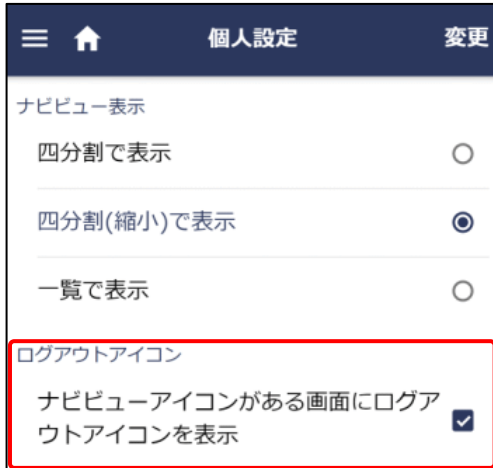 個人設定 変更
ナビビュー表示
四分割で表示
四分割(縮小)で表示
一覧で表示
ログアウトアイコン
ナビビューアイコンがある画面にログア
ウトアイコンを表示